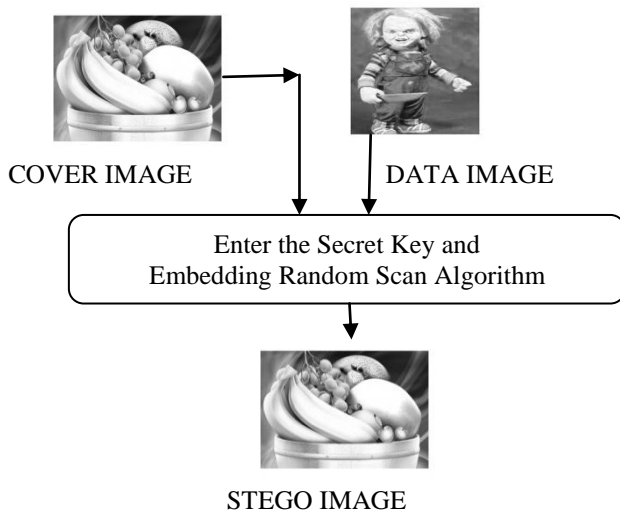 COVER IMAGE
DATA IMAGE
Enter the Secret Key and
Embedding Random Scan Algorithm
STEGO IMAGE